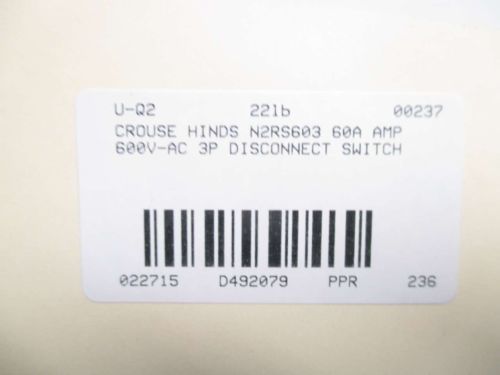 U-Q2 221b 00237
CROUSE HINDS N2RS603 60A AMP
600V-AC 3P DISCONNECT SWITCH
022715 D492079 PPR 236